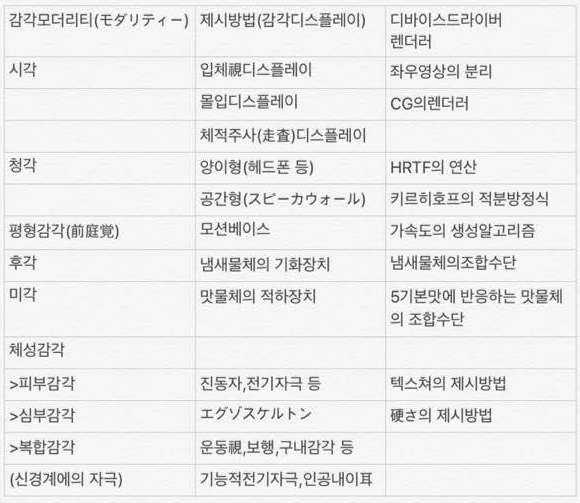 감각모더리티(モダリティー) 제시방법(감각디스플레이) 디바이스드라이버
렌더러
시각 입체視디스플레이 좌우영상의 분리
몰입디스플레이 CG의렌더러
체적주사(走査)디스플레이
청각 양이형(헤드폰 등) HRTF의 연산
공간형(スピーカウォール)키르히호프의 적분방정식
평형감각(前庭覚) 모션베이스 가속도의 생성알고리즘
후각 냄새물체의 기화장치 냄새물체의조합수단
미각 맛물체의 적하장치 5기본맛에 반응하는 맛물체
의 조합수단
체성감각
>피부감각 진동자,전기자극 등 텍스쳐의 제시방법
>심부감각 エグゾスケルトン 硬さ의 제시방법
>복합감각 운동視,보행,구내감각 등
(신경계에의 자극) 기능적전기자극,인공내이耳